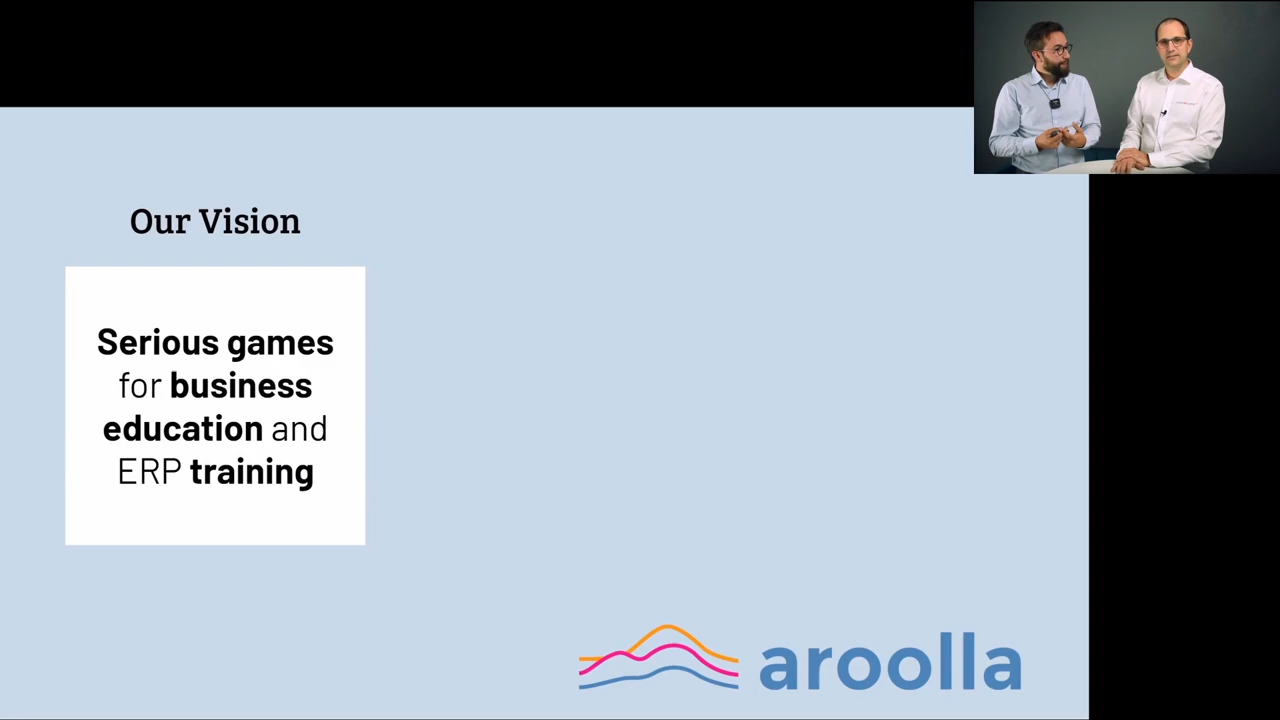 Our Vision
Serious games
for business
education and
ERP training
aroolla